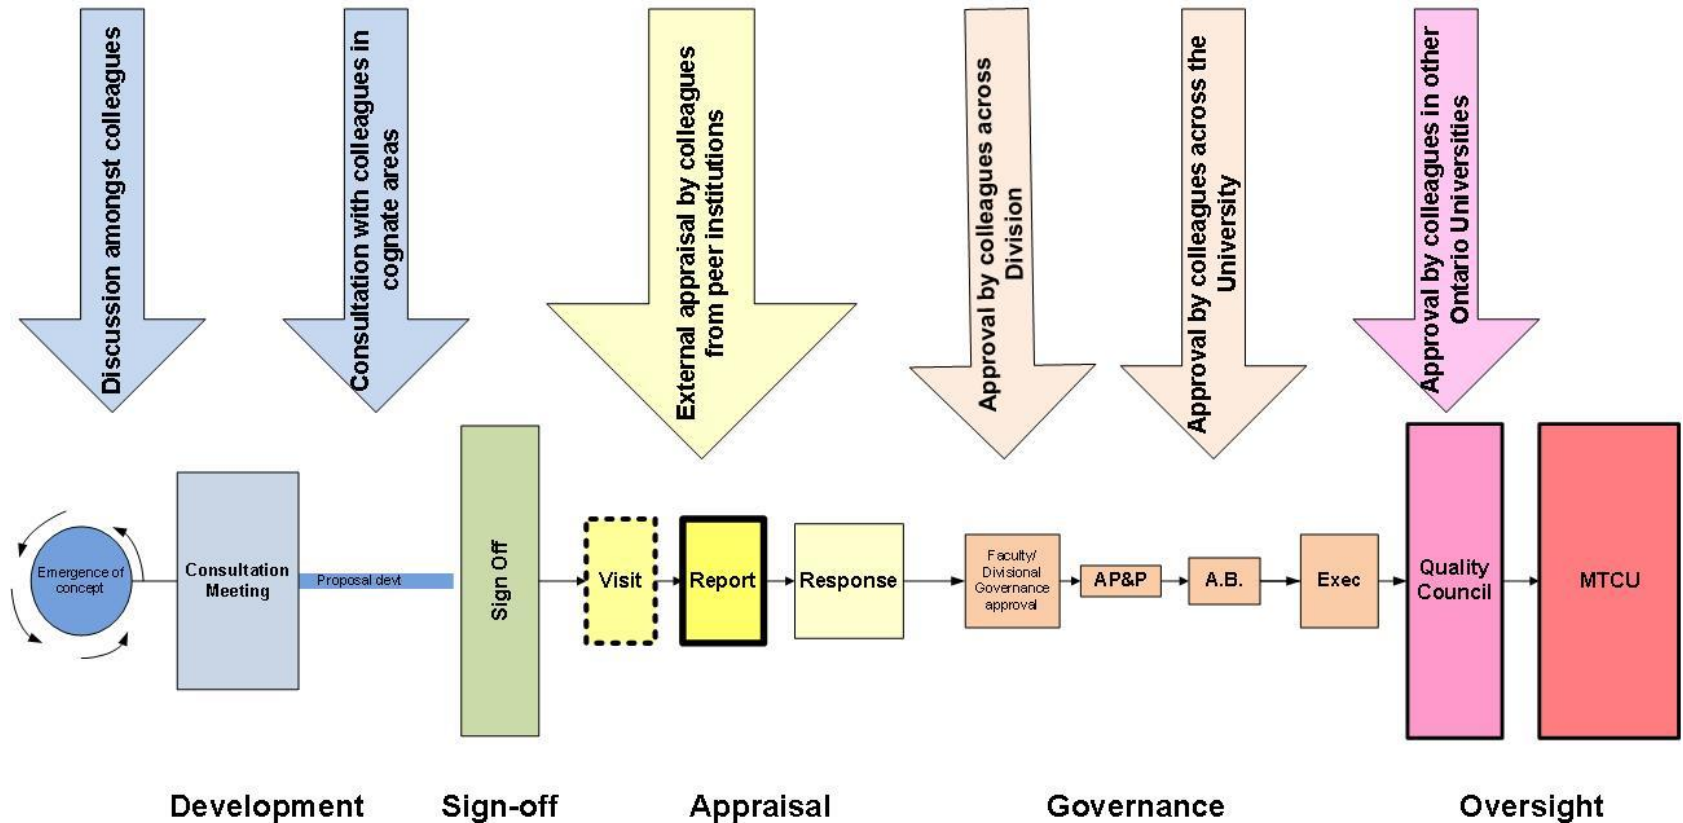 Discussion amongst colleagues
Consultation with colleagues in
cognate areas
External appraisal by colleagues
from peer institutions
Approval by colleagues across
Division
Approval by colleagues across the
University
Approval by colleagues in other
Ontario Universities
Emergence of
concept
Consultation
Meeting
Proposal devt
Sign Off
Visit
Report
Response
Faculty/
Divisional
Governance
approval
AP&P
A.B.
Exec
Quality
Council
MTCU
Development
Sign-off
Appraisal
Governance
Oversight